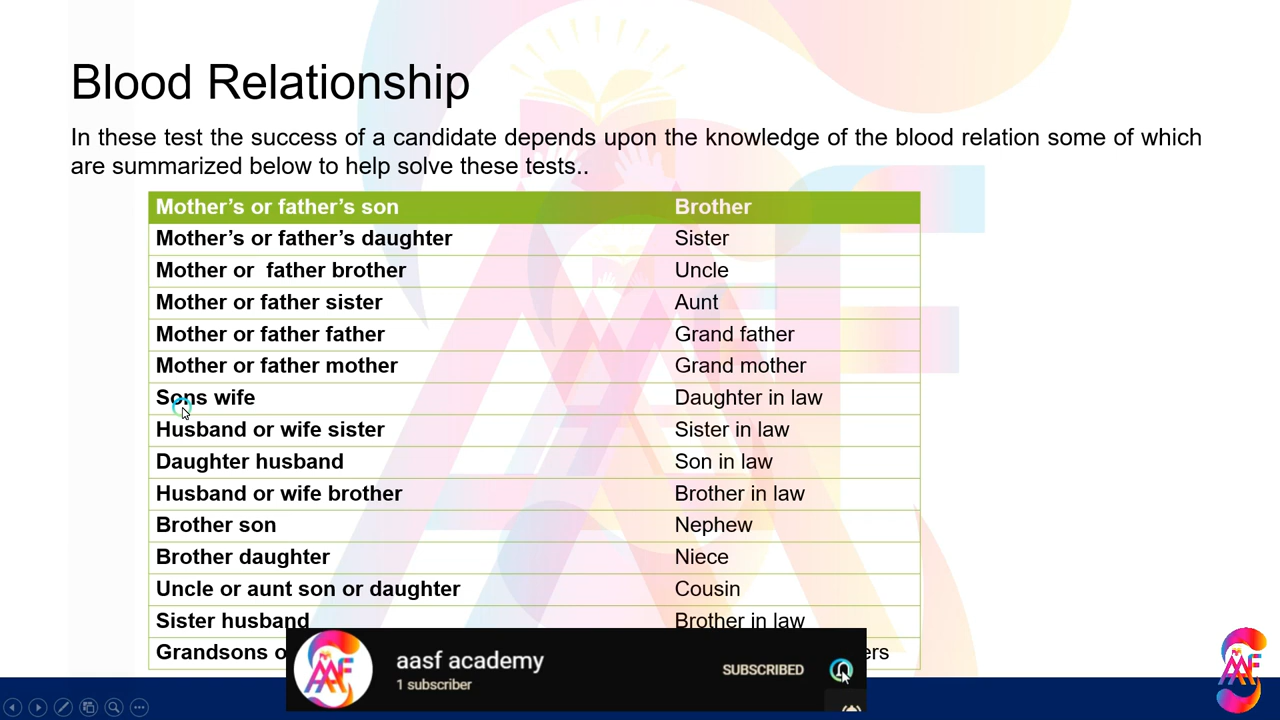 Blood Relationship
In these test the success of a candidate depends upon the knowledge of the blood relation some of which
are summarized below to help solve these tests..
Mother’s or father’s son Brother
Mother’s or father’s daughter Sister
Mother or father brother Uncle
Mother or father sister Aunt
Mother or father father Grand father
Mother or father mother Grand mother
Sons wife Daughter in law
Husband or wife sister Sister in law
Daughter husband Son in law
Husband or wife brother Brother in law
Brother son Nephew
Brother daughter Niece
Uncle or aunt son or daughter Cousin
Sister husband Brother in law
Grandsons
aasf academy
SUBSCRIBED
1 subscriber